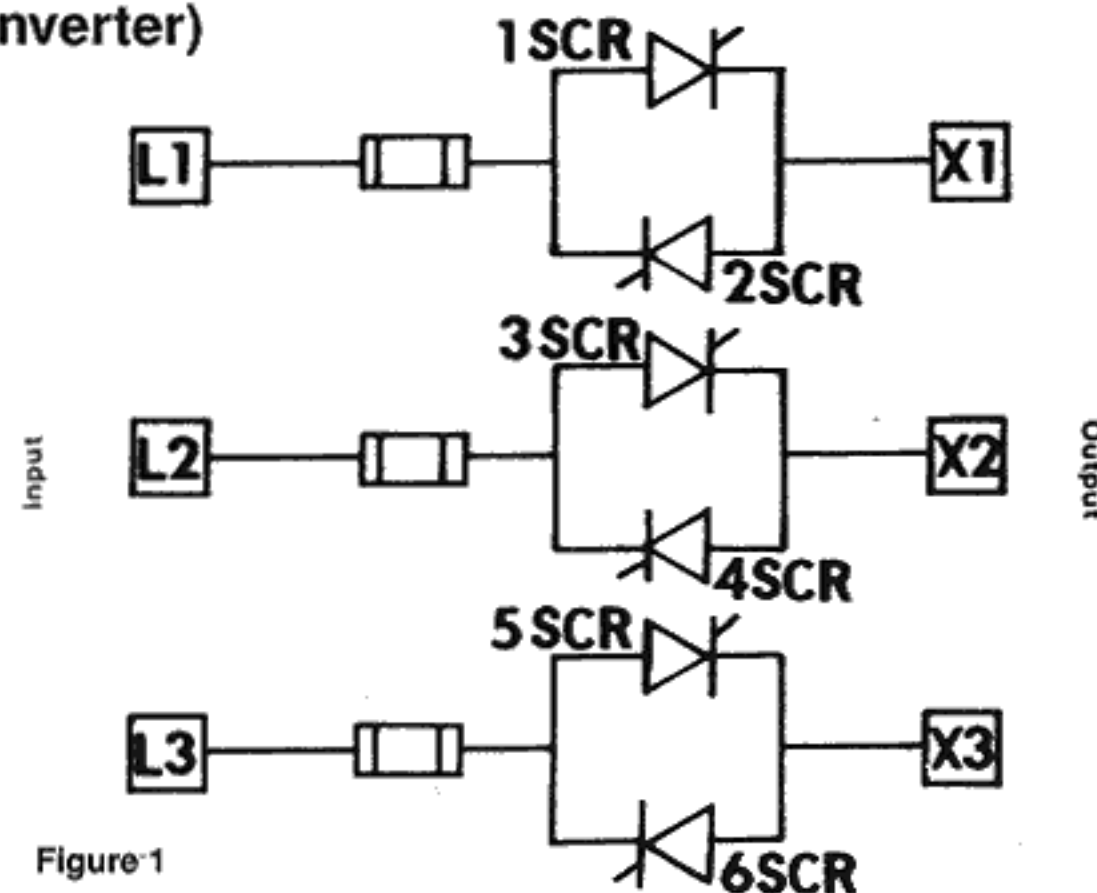 nverter)
1SCR
L1
X1
2SCR
3SCR
Input
L2
X2
Output
4SCR
5SCR
L3
X3
6SCR
Figure 1